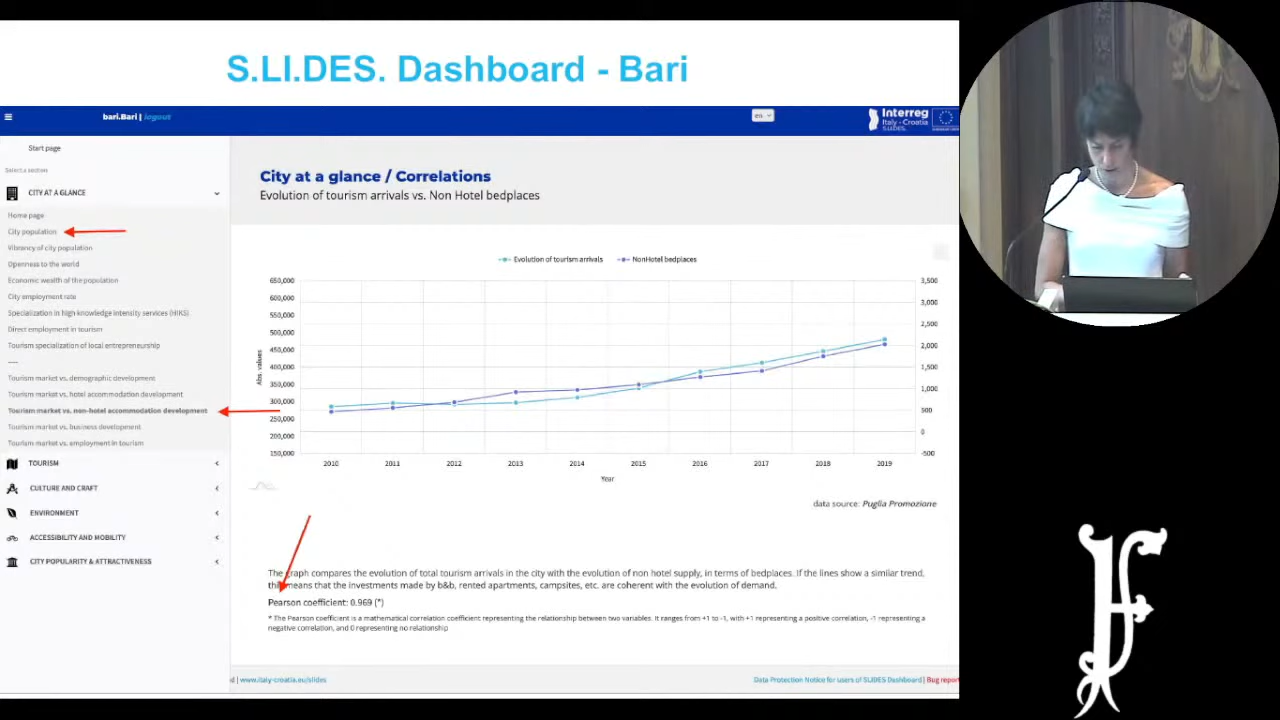 S.LI.DES. Dashboard - Bari
bari.Bari | logout
en
Interreg
Italy - Croatia
S.LI.DES.
Start page
Select a section
CITY AT A GLANCE
Home page
City population
Vibrancy of city population
Openness to the world
Economic wealth of the population
City employment rate
Specialization in high knowledge intensity services (HIKS)
Direct employment in tourism
Tourism specialization of local entrepreneurship
----
Tourism market vs. demographic development
Tourism market vs. hotel accommodation development
Tourism market vs. non-hotel accommodation development
Tourism market vs. business development
Tourism market vs. employment in tourism
TOURISM
CULTURE AND CRAFT
ENVIRONMENT
ACCESSIBILITY AND MOBILITY
CITY POPULARITY & ATTRACTIVENESS
City at a glance / Correlations
Evolution of tourism arrivals vs. Non Hotel bedplaces
Evolution of tourism arrivals
NonHotel bedplaces
Abs. values
650,000
600,000
550,000
500,000
450,000
400,000
350,000
300,000
250,000
200,000
150,000
3,500
3,000
2,500
2,000
1,500
1,000
500
0
-500
2010 2011 2012 2013 2014 2015 2016 2017 2018 2019
Year
data source: Puglia Promozione
The graph compares the evolution of total tourism arrivals in the city with the evolution of non hotel supply, in terms of bedplaces. If the lines show a similar trend,
this means that the investments made by b&b, rented apartments, campsites, etc. are coherent with the evolution of demand.
Pearson coefficient: 0.969 (*)
* The Pearson coefficient is a mathematical correlation coefficient representing the relationship between two variables. It ranges from +1 to -1, with +1 representing a positive correlation, -1 representing a
negative correlation, and 0 representing no relationship
d | www.italy-croatia.eu/slides
Data Protection Notice for users of SLIDES Dashboard | Bug report